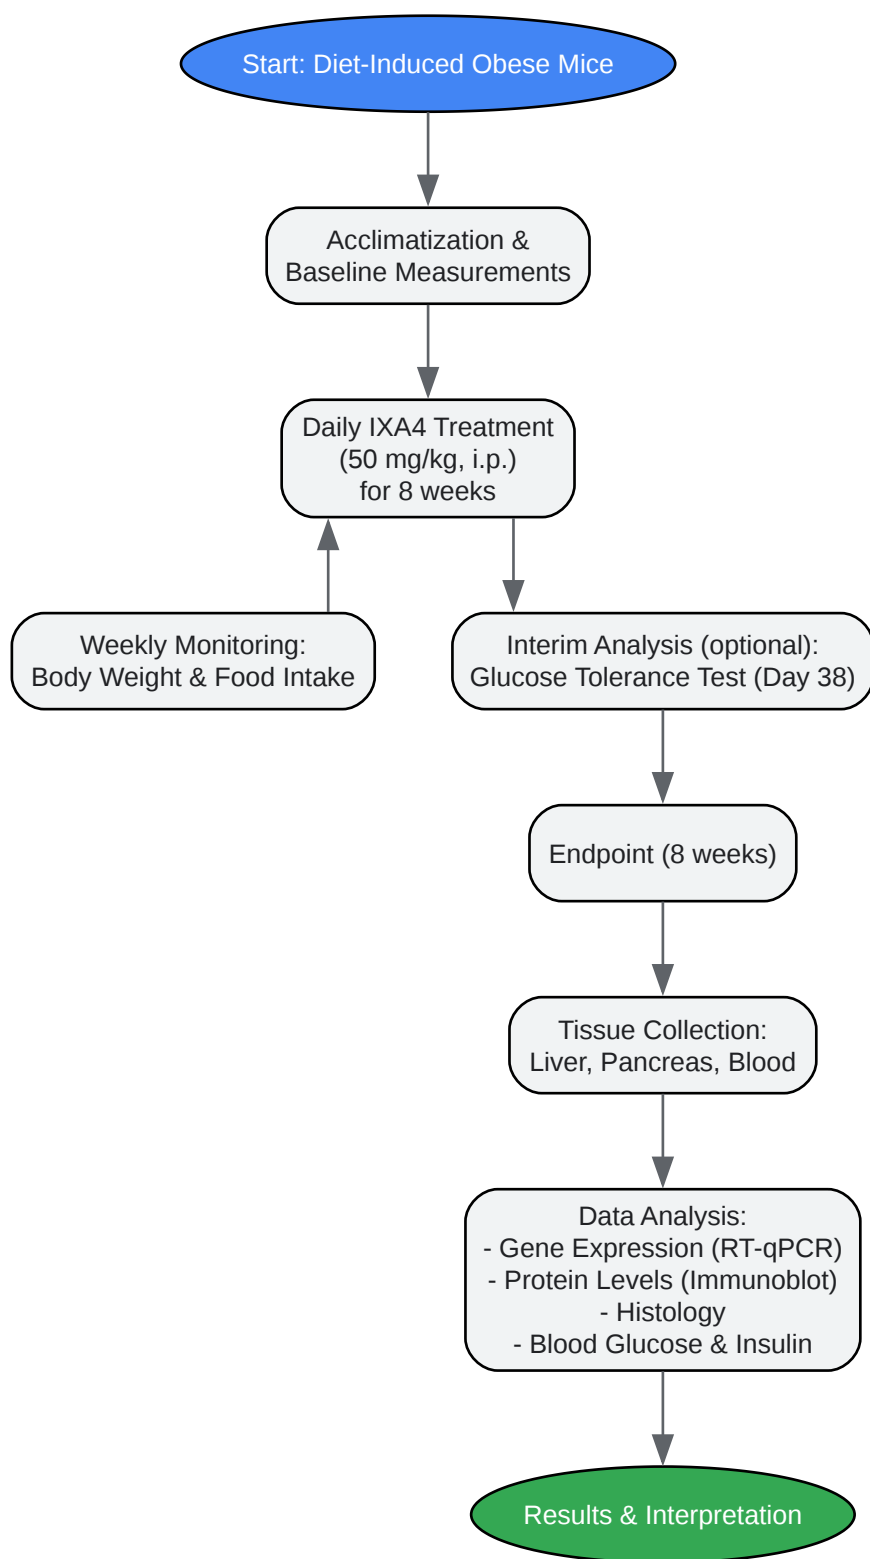 Start: Diet-Induced Obese Mice
Acclimatization &
Baseline Measurements
Daily IXA4 Treatment
(50 mg/kg, i.p.)
for 8 weeks
Weekly Monitoring:
Body Weight & Food Intake
Interim Analysis (optional):
Glucose Tolerance Test (Day 38)
Endpoint (8 weeks)
Tissue Collection:
Liver, Pancreas, Blood
Data Analysis:
- Gene Expression (RT-qPCR)
- Protein Levels (Immunoblot)
- Histology
- Blood Glucose & Insulin
Results & Interpretation